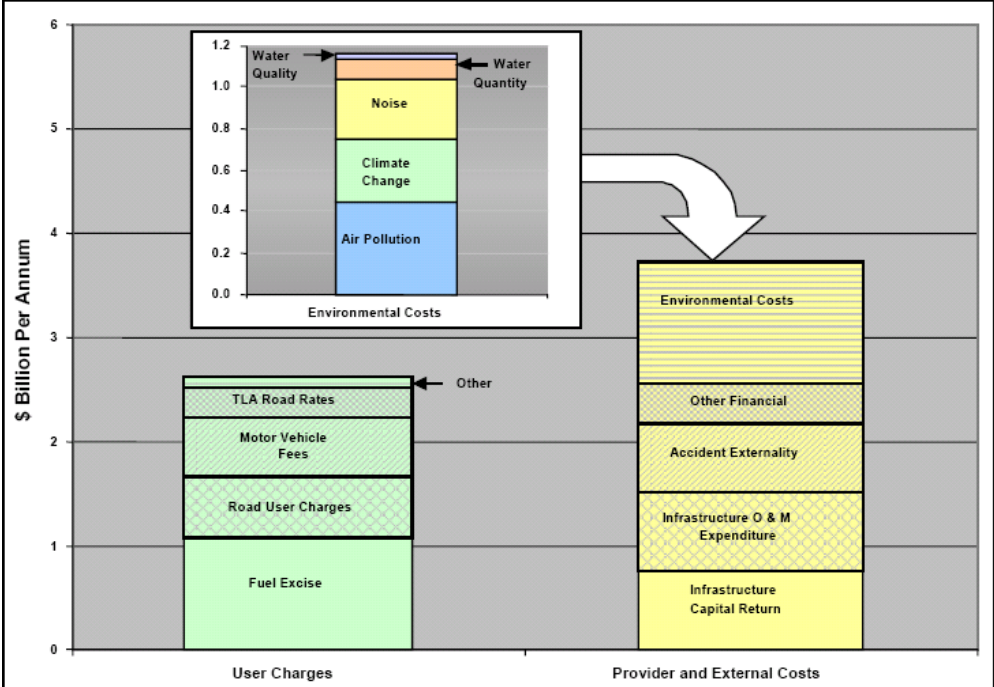 $ Billion Per Annum
6
5
4
3
2
1
0
1.2
1.0
0.8
0.6
0.4
0.2
0.0
Water
Quality
Water
Quantity
Noise
Climate
Change
Air Pollution
Environmental Costs
Other
TLA Road Rates
Motor Vehicle
Fees
Road User Charges
Fuel Excise
Environmental Costs
Other Financial
Accident Externality
Infrastructure O & M
Expenditure
Infrastructure
Capital Return
User Charges
Provider and External Costs